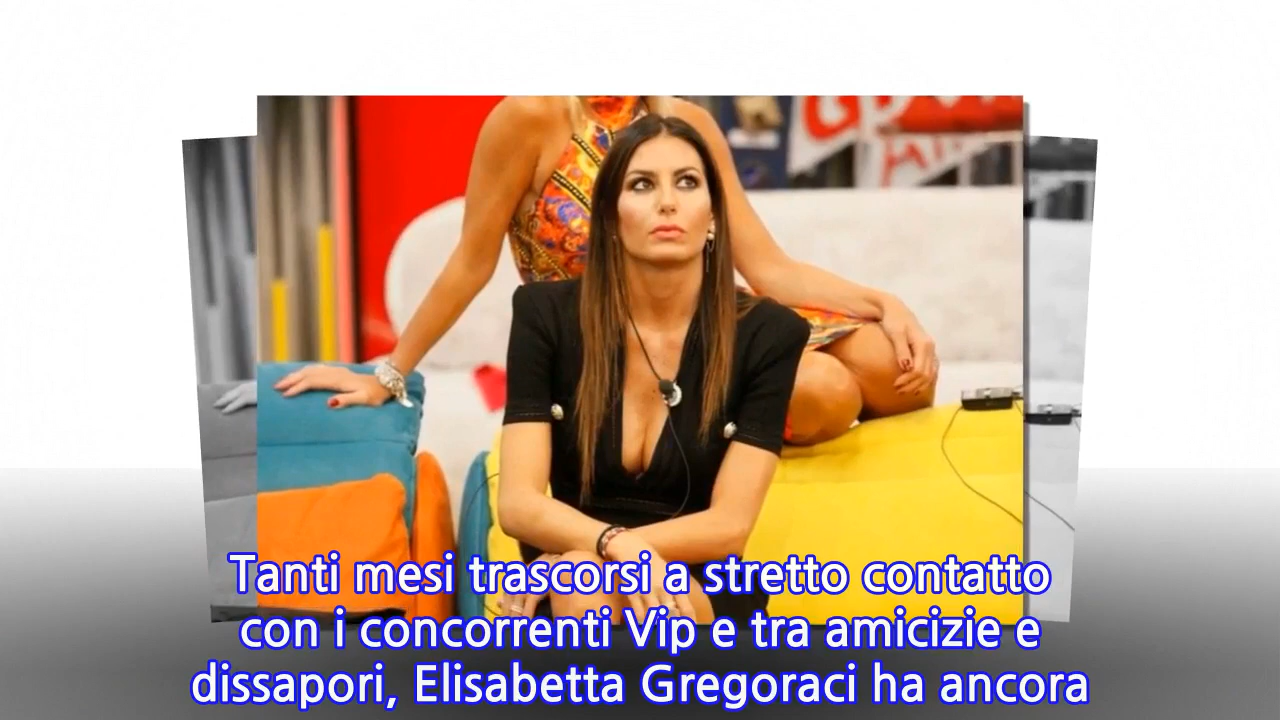 Tanti mesi trascorsi a stretto contatto
con i concorrenti Vip e tra amicizie e
dissapori, Elisabetta Gregoraci ha ancora